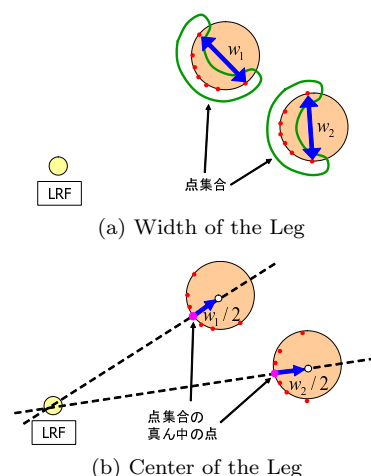 w₁
w₂
点集合
LRF
(a) Width of the Leg
w₁/2
w₂/2
点集合の
真ん中の点
LRF
(b) Center of the Leg